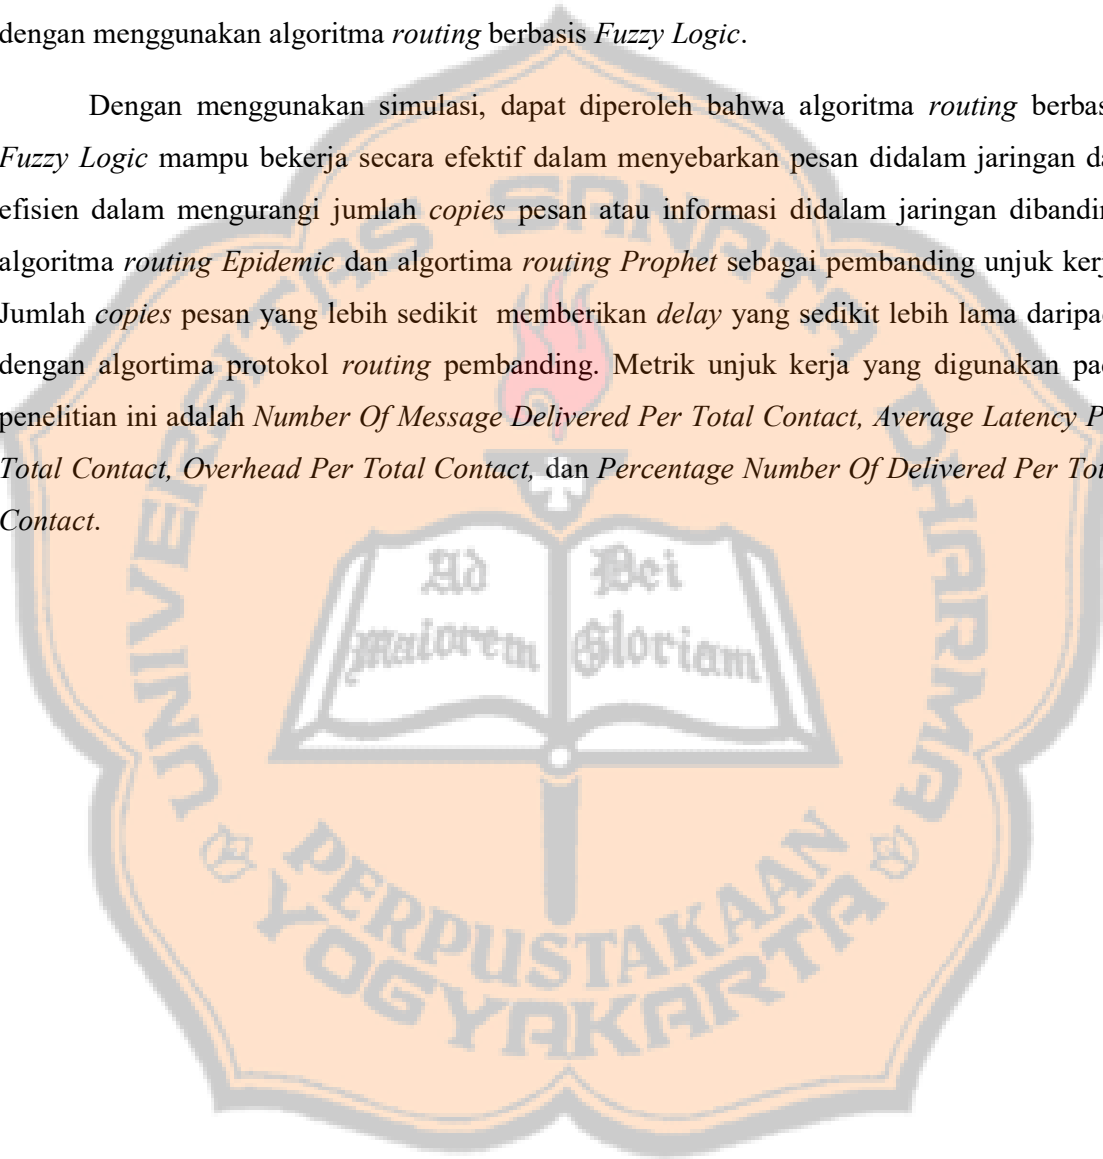 dengan menggunakan algoritma routing berbasis Fuzzy Logic.
Dengan menggunakan simulasi, dapat diperoleh bahwa algoritma routing berbas
Fuzzy Logic mampu bekerja secara efektif dalam menyebarkan pesan didalam jaringan da
efisien dalam mengurangi jumlah copies pesan atau informasi didalam jaringan dibandin
algoritma routing Epidemic dan algortima routing Prophet sebagai pembanding unjuk kerj
Jumlah copies pesan yang lebih sedikit memberikan delay yang sedikit lebih lama daripad
dengan algortima protokol routing pembanding. Metrik unjuk kerja yang digunakan pad
penelitian ini adalah Number Of Message Delivered Per Total Contact, Average Latency P
Total Contact, Overhead Per Total Contact, dan Percentage Number Of Delivered Per Tot
Contact.
UNIVERSITAS SANATA DHARMA
Ad Dei
maiorem Gloriam
PERPUSTAKAAN
YOGYAKARTA